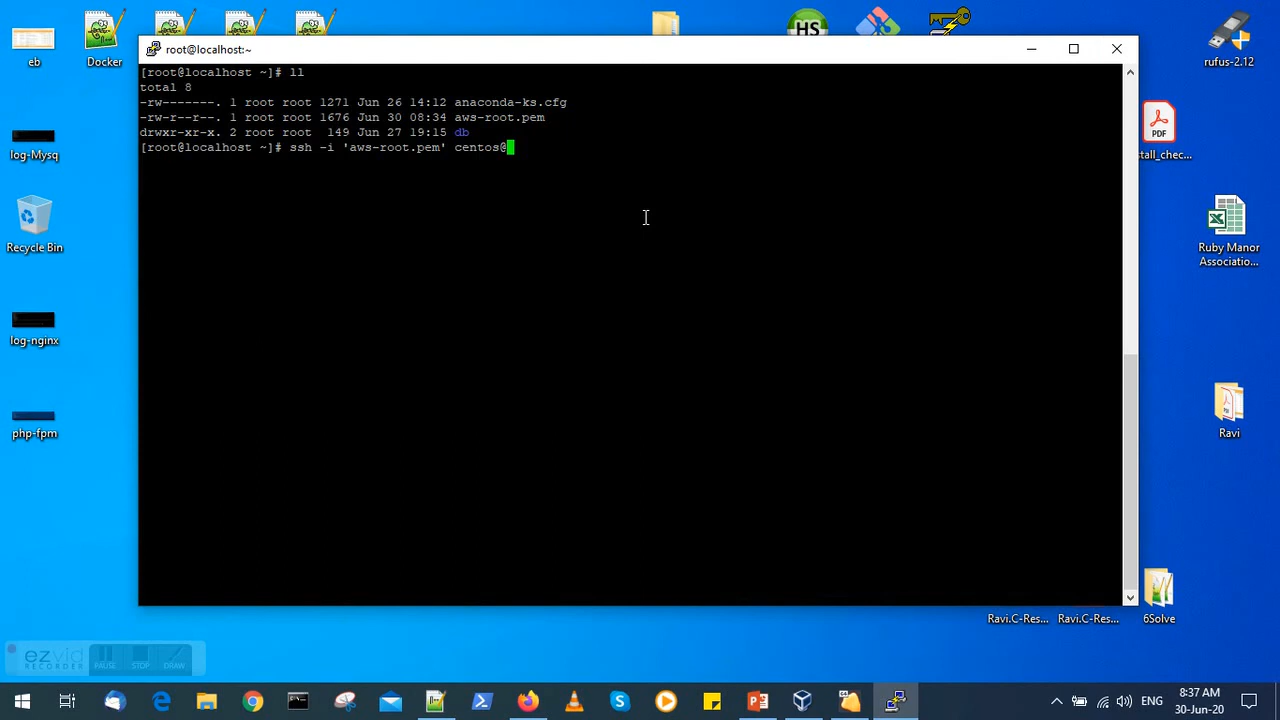 eb
Docker
HS
rufus-2.12
root@localhost:~
[root@localhost ~]# ll
total 8
-rw-------. 1 root root 1271 Jun 26 14:12 anaconda-ks.cfg
-rw-r--r--. 1 root root 1676 Jun 30 08:34 aws-root.pem
drwxr-xr-x. 2 root root  149 Jun 27 19:15 db
[root@localhost ~]# ssh -i 'aws-root.pem' centos@
log-Mysq
PDF
tall_chec...
Recycle Bin
Ruby Manor
Associatio...
log-nginx
php-fpm
Ravi
Ravi.C-Res...
Ravi.C-Res...
6Solve
ezvid
RECORDER
PAUSE
STOP
DRAW
ENG
8:37 AM
30-Jun-20